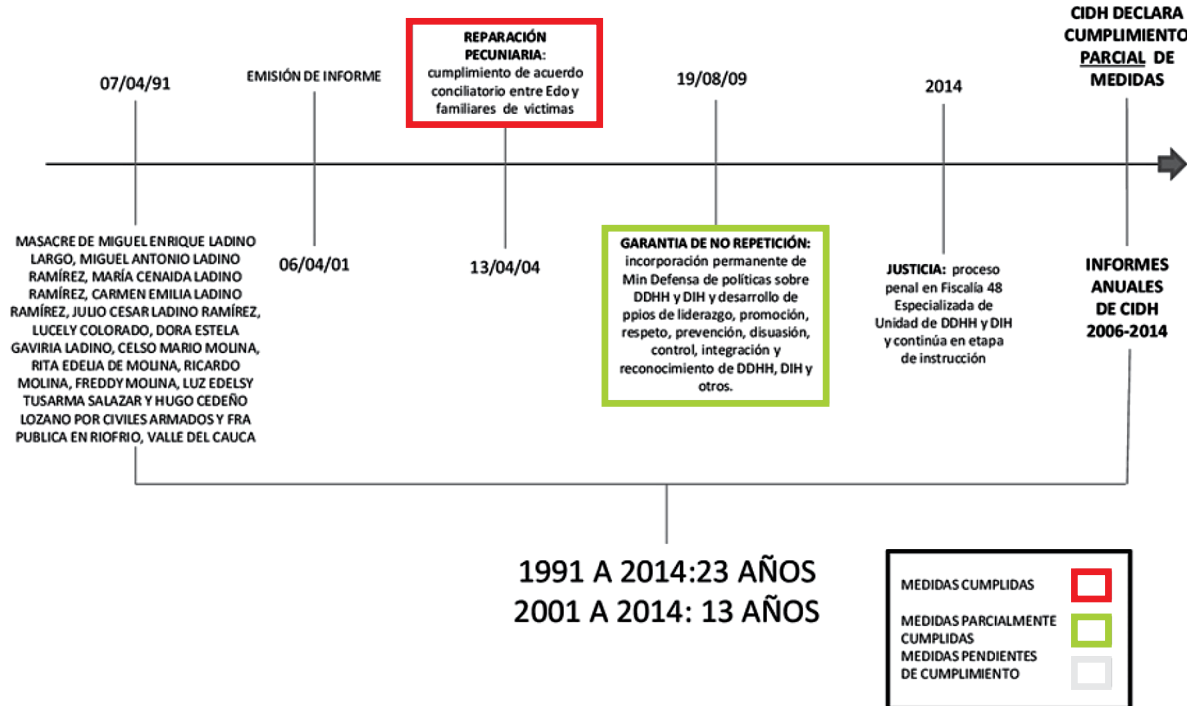 07/04/91
MASACRE DE MIGUEL ENRIQUE LADINO
LARGO, MIGUEL ANTONIO LADINO
RAMÍREZ, MARÍA CENAIDA LADINO
RAMÍREZ, CARMEN EMILIA LADINO
RAMÍREZ, JULIO CESAR LADINO RAMÍREZ,
LUCELY COLORADO, DORA ESTELA
GAVIRIA LADINO, CELSO MARIO MOLINA,
RITA EDELIA DE MOLINA, RICARDO
MOLINA, FREDDY MOLINA, LUZ EDELSY
TUSARMA SALAZAR Y HUGO CEDEÑO
LOZANO POR CIVILES ARMADOS Y FRA
PUBLICA EN RIOFRIO, VALLE DEL CAUCA
EMISIÓN DE INFORME
06/04/01
REPARACIÓN
PECUNIARIA:
cumplimiento de acuerdo
conciliatorio entre Edo y
familiares de victimas
13/04/04
19/08/09
GARANTIA DE NO REPETICIÓN:
incorporación permanente de
Min Defensa de políticas sobre
DDHH y DIH y desarrollo de
ppios de liderazgo, promoción,
respeto, prevención, disuasión,
control, integración y
reconocimiento de DDHH, DIH y
otros.
2014
JUSTICIA: proceso
penal en Fiscalía 48
Especializada de
Unidad de DDHH y DIH
y continúa en etapa
de instrucción
CIDH DECLARA
CUMPLIMIENTO
PARCIAL DE
MEDIDAS
INFORMES
ANUALES
DE CIDH
2006-2014
1991 A 2014:23 AÑOS
2001 A 2014: 13 AÑOS
MEDIDAS CUMPLIDAS
MEDIDAS PARCIALMENTE
CUMPLIDAS
MEDIDAS PENDIENTES
DE CUMPLIMIENTO